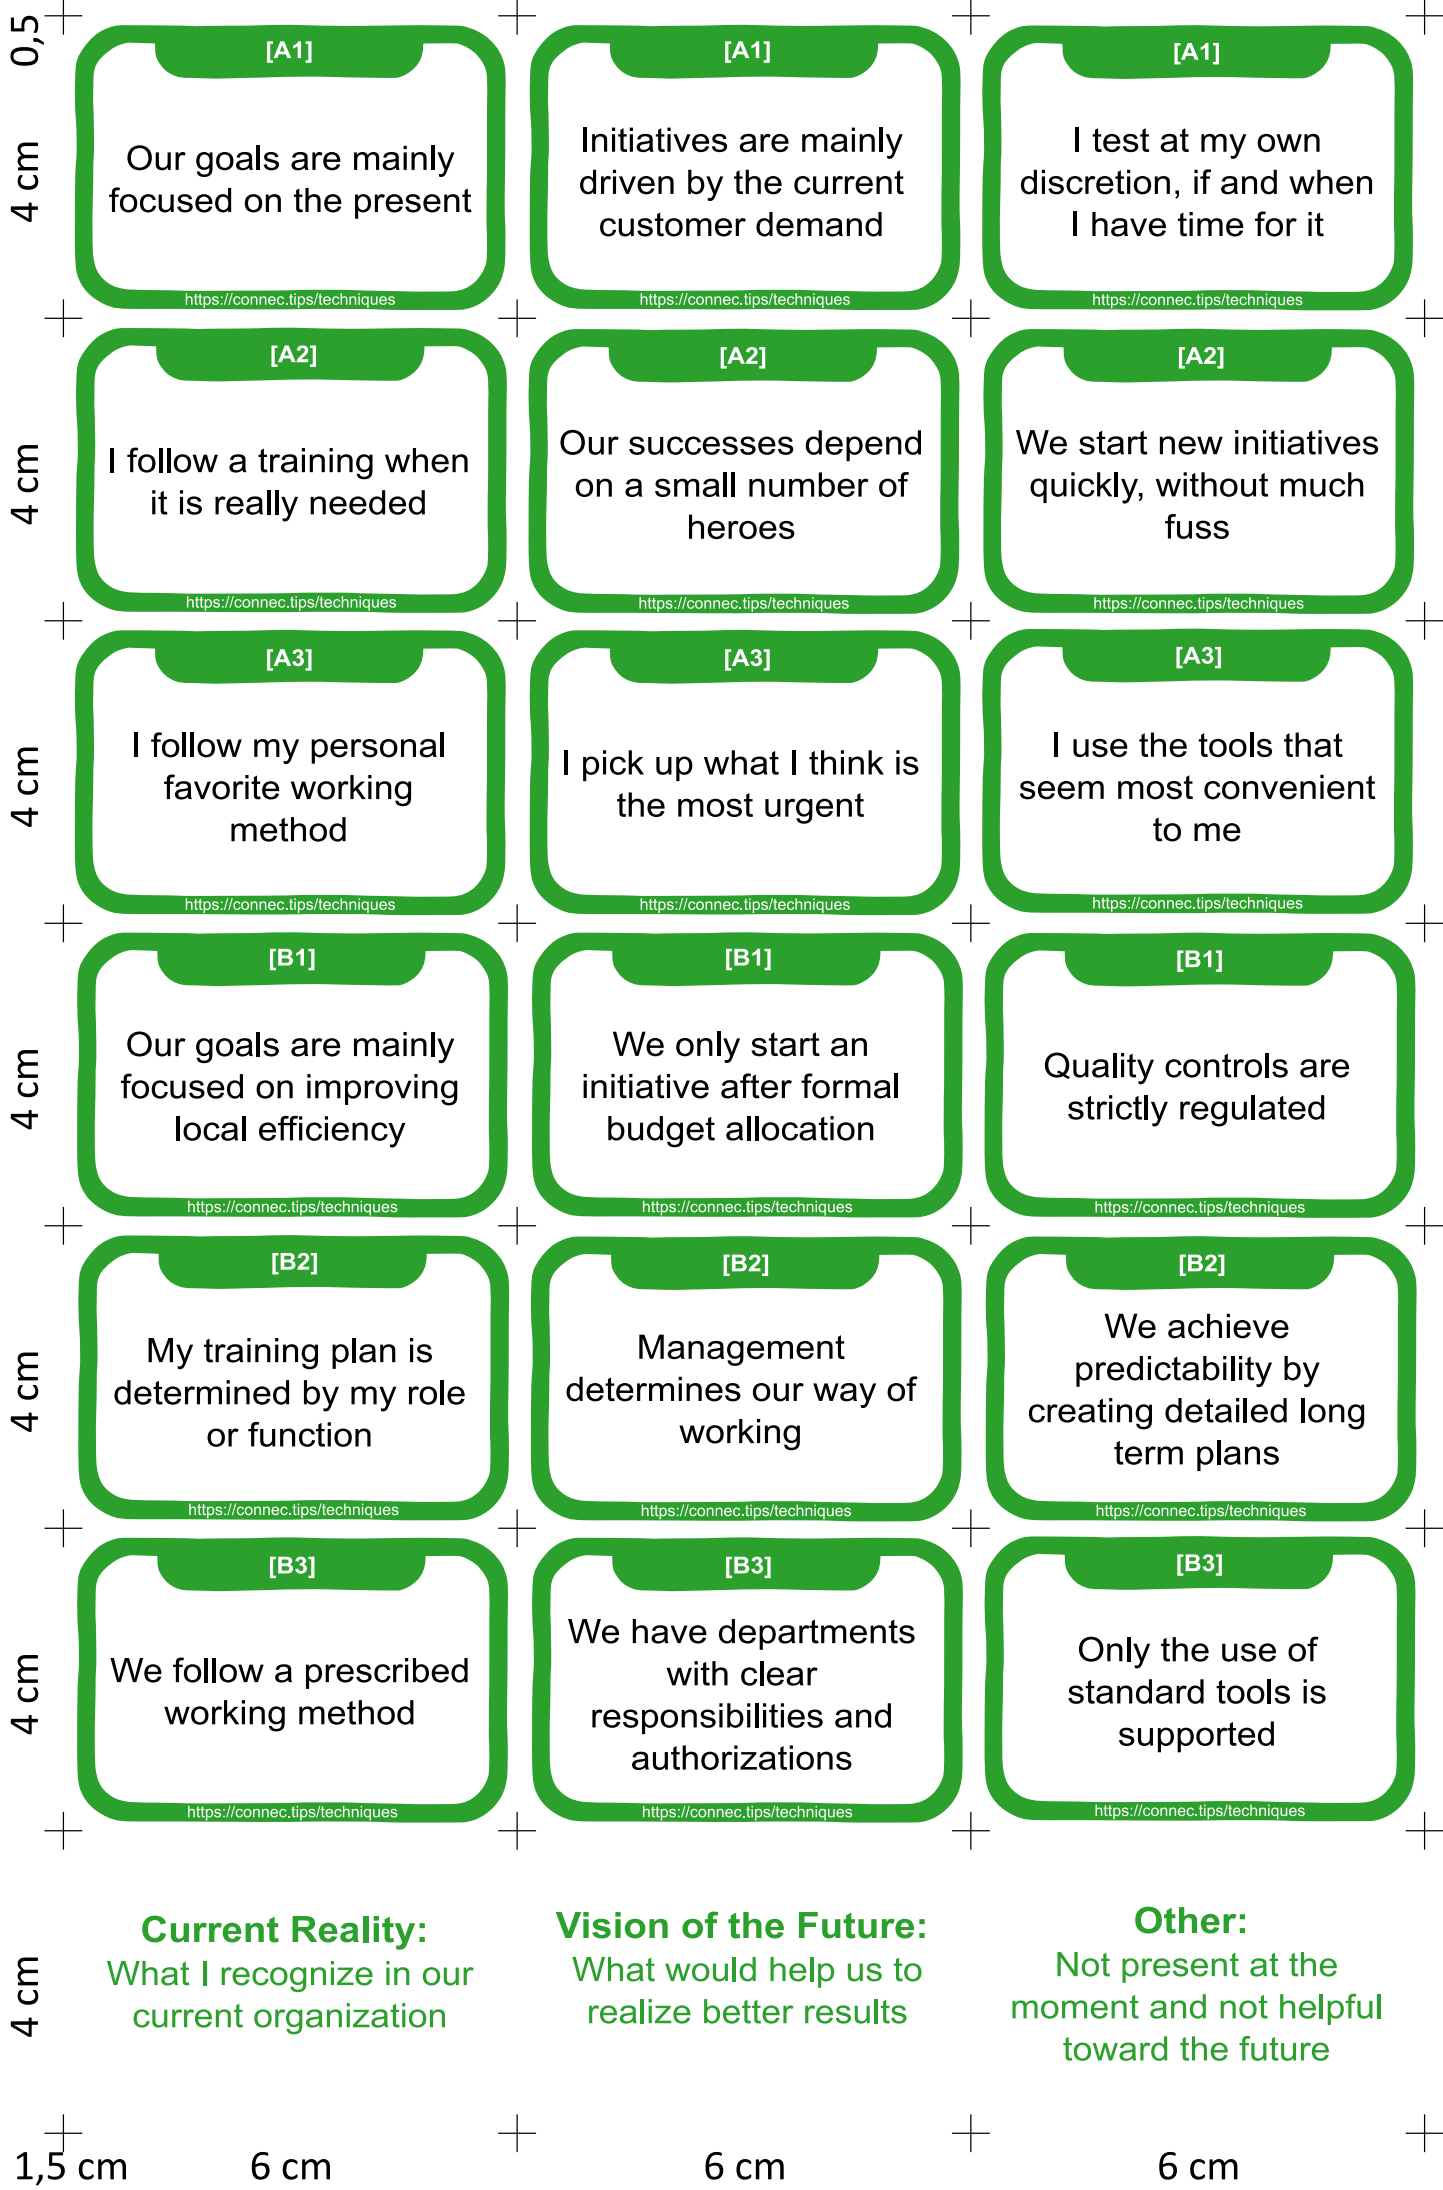 0,5
[A1]
Our goals are mainly
focused on the present
https://connec.tips/techniques
[A1]
Initiatives are mainly
driven by the current
customer demand
https://connec.tips/techniques
[A1]
I test at my own
discretion, if and when
I have time for it
https://connec.tips/techniques
4 cm
[A2]
I follow a training when
it is really needed
https://connec.tips/techniques
[A2]
Our successes depend
on a small number of
heroes
https://connec.tips/techniques
[A2]
We start new initiatives
quickly, without much
fuss
https://connec.tips/techniques
4 cm
[A3]
I follow my personal
favorite working
method
https://connec.tips/techniques
[A3]
I pick up what I think is
the most urgent
https://connec.tips/techniques
[A3]
I use the tools that
seem most convenient
to me
https://connec.tips/techniques
4 cm
[B1]
Our goals are mainly
focused on improving
local efficiency
https://connec.tips/techniques
[B1]
We only start an
initiative after formal
budget allocation
https://connec.tips/techniques
[B1]
Quality controls are
strictly regulated
https://connec.tips/techniques
4 cm
[B2]
My training plan is
determined by my role
or function
https://connec.tips/techniques
[B2]
Management
determines our way of
working
https://connec.tips/techniques
[B2]
We achieve
predictability by
creating detailed long
term plans
https://connec.tips/techniques
4 cm
[B3]
We follow a prescribed
working method
https://connec.tips/techniques
[B3]
We have departments
with clear
responsibilities and
authorizations
https://connec.tips/techniques
[B3]
Only the use of
standard tools is
supported
https://connec.tips/techniques
4 cm
Current Reality:
What I recognize in our
current organization
Vision of the Future:
What would help us to
realize better results
Other:
Not present at the
moment and not helpful
toward the future
4 cm
1,5 cm
6 cm
6 cm
6 cm